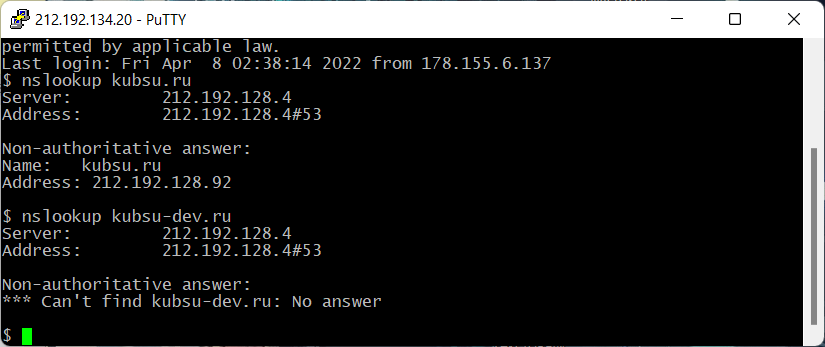 212.192.134.20 - PuTTY
permitted by applicable law.
Last login: Fri Apr  8 02:38:14 2022 from 178.155.6.137
$ nslookup kubsu.ru
Server:         212.192.128.4
Address:        212.192.128.4#53

Non-authoritative answer:
Name:   kubsu.ru
Address: 212.192.128.92

$ nslookup kubsu-dev.ru
Server:         212.192.128.4
Address:        212.192.128.4#53

Non-authoritative answer:
*** Can't find kubsu-dev.ru: No answer

$